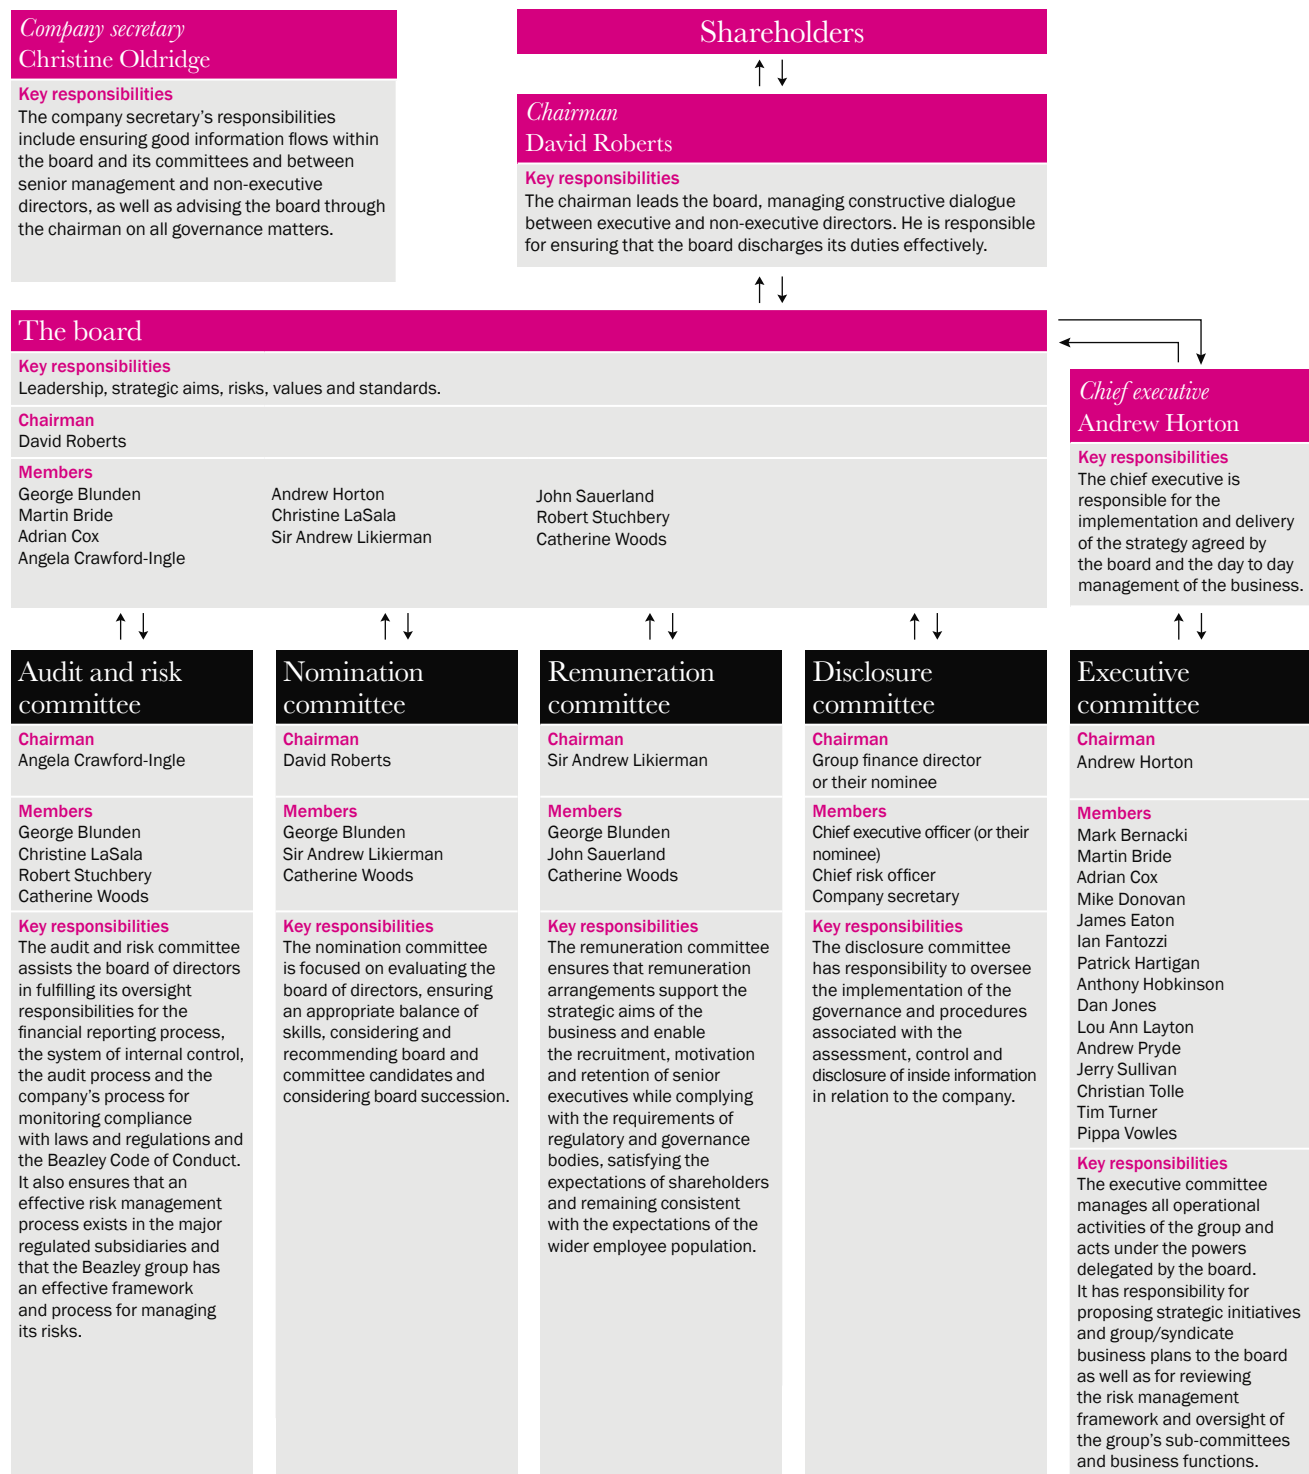 Company secretary
Christine Oldridge
Key responsibilities
The company secretary’s responsibilities
include ensuring good information flows within
the board and its committees and between
senior management and non-executive
directors, as well as advising the board through
the chairman on all governance matters.
Shareholders
Chairman
David Roberts
Key responsibilities
The chairman leads the board, managing constructive dialogue
between executive and non-executive directors. He is responsible
for ensuring that the board discharges its duties effectively.
The board
Key responsibilities
Leadership, strategic aims, risks, values and standards.
Chairman
David Roberts
Members
George Blunden
Martin Bride
Adrian Cox
Angela Crawford-Ingle
Andrew Horton
Christine LaSala
Sir Andrew Likierman
John Sauerland
Robert Stuchbery
Catherine Woods
Chief executive
Andrew Horton
Key responsibilities
The chief executive is
responsible for the
implementation and delivery
of the strategy agreed by
the board and the day to day
management of the business.
Audit and risk
committee
Chairman
Angela Crawford-Ingle
Members
George Blunden
Christine LaSala
Robert Stuchbery
Catherine Woods
Key responsibilities
The audit and risk committee
assists the board of directors
in fulfilling its oversight
responsibilities for the
financial reporting process,
the system of internal control,
the audit process and the
company’s process for
monitoring compliance
with laws and regulations and
the Beazley Code of Conduct.
It also ensures that an
effective risk management
process exists in the major
regulated subsidiaries and
that the Beazley group has
an effective framework
and process for managing
its risks.
Nomination
committee
Chairman
David Roberts
Members
George Blunden
Sir Andrew Likierman
Catherine Woods
Key responsibilities
The nomination committee
is focused on evaluating the
board of directors, ensuring
an appropriate balance of
skills, considering and
recommending board and
committee candidates and
considering board succession.
Remuneration
committee
Chairman
Sir Andrew Likierman
Members
George Blunden
John Sauerland
Catherine Woods
Key responsibilities
The remuneration committee
ensures that remuneration
arrangements support the
strategic aims of the
business and enable
the recruitment, motivation
and retention of senior
executives while complying
with the requirements of
regulatory and governance
bodies, satisfying the
expectations of shareholders
and remaining consistent
with the expectations of the
wider employee population.
Disclosure
committee
Chairman
Group finance director
or their nominee
Members
Chief executive officer (or their
nominee)
Chief risk officer
Company secretary
Key responsibilities
The disclosure committee
has responsibility to oversee
the implementation of the
governance and procedures
associated with the
assessment, control and
disclosure of inside information
in relation to the company.
Executive
committee
Chairman
Andrew Horton
Members
Mark Bernacki
Martin Bride
Adrian Cox
Mike Donovan
James Eaton
Ian Fantozzi
Patrick Hartigan
Anthony Hobkinson
Dan Jones
Lou Ann Layton
Andrew Pryde
Jerry Sullivan
Christian Tolle
Tim Turner
Pippa Vowles
Key responsibilities
The executive committee
manages all operational
activities of the group and
acts under the powers
delegated by the board.
It has responsibility for
proposing strategic initiatives
and group/syndicate
business plans to the board
as well as for reviewing
the risk management
framework and oversight of
the group’s sub-committees
and business functions.